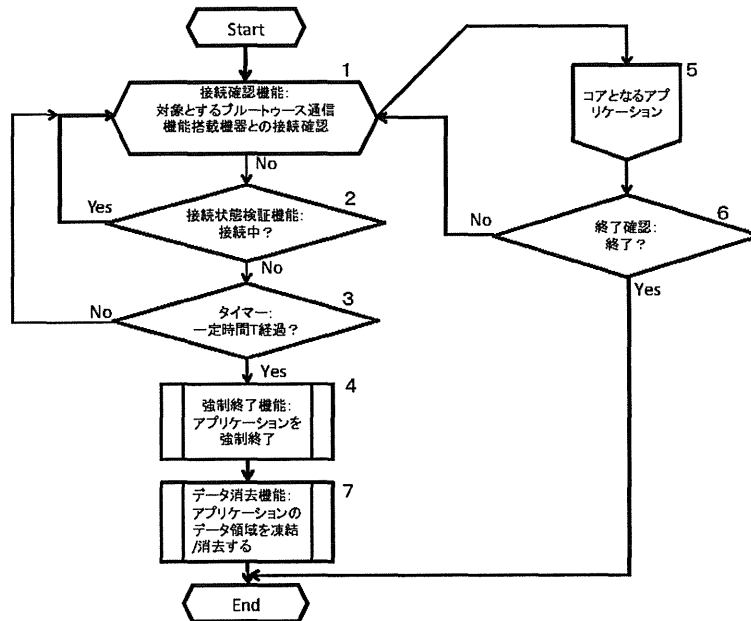 Start
1
接続確認機能:
対象とするブルートゥース通信
機能搭載機器との接続確認
5
コアとなるアプ
リケーション
No
2
Yes
接続状態検証機能:
接続中?
No
6
終了確認:
終了?
No
3
No
タイマー:
一定時間T経過?
Yes
Yes
4
強制終了機能:
アプリケーションを
強制終了
7
データ消去機能:
アプリケーションの
データ領域を凍結
/消去する
End